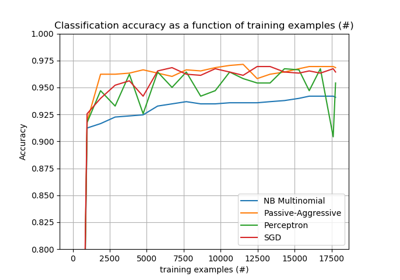 Classification accuracy as a function of training examples (#)
1.000
0.975
0.950
0.925
0.900
0.875
0.850
0.825
0.800
Accuracy
NB Multinomial
Passive-Aggressive
Perceptron
SGD
0 2500 5000 7500 10000 12500 15000 17500
training examples (#)